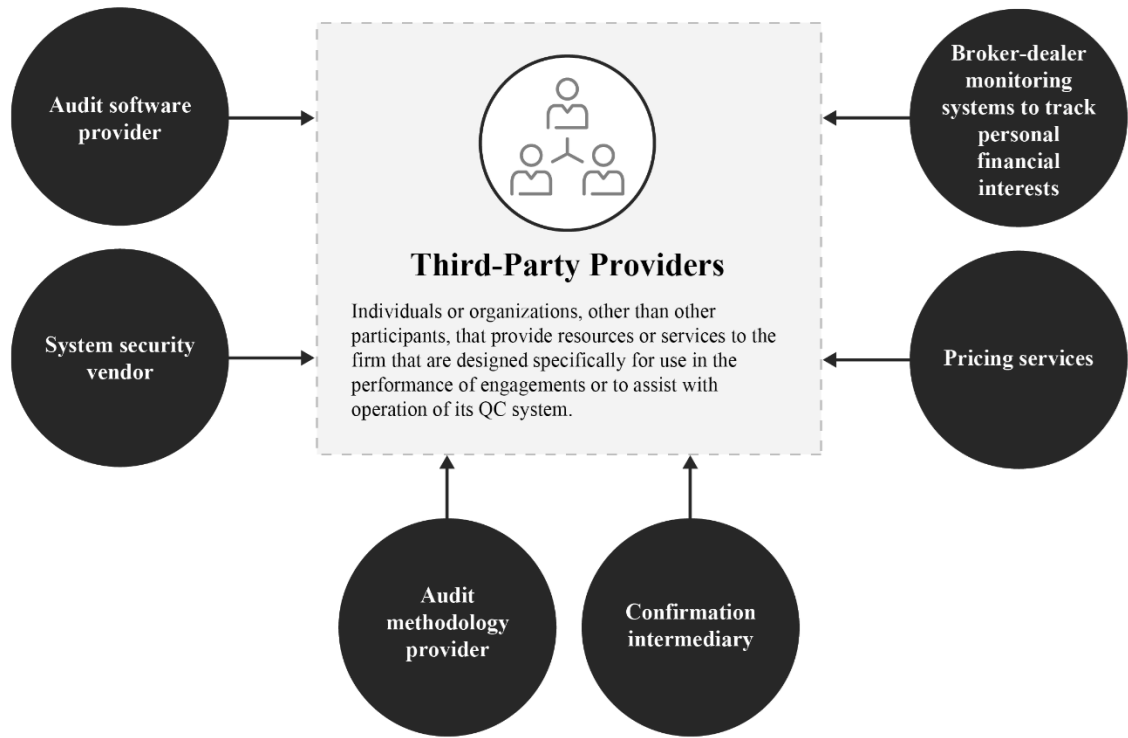 Audit software
provider
Broker-dealer
monitoring
systems to track
personal
financial
interests
Third-Party Providers
Individuals or organizations, other than other
participants, that provide resources or services to the
firm that are designed specifically for use in the
performance of engagements or to assist with
operation of its QC system.
System security
vendor
Pricing services
Audit
methodology
provider
Confirmation
intermediary